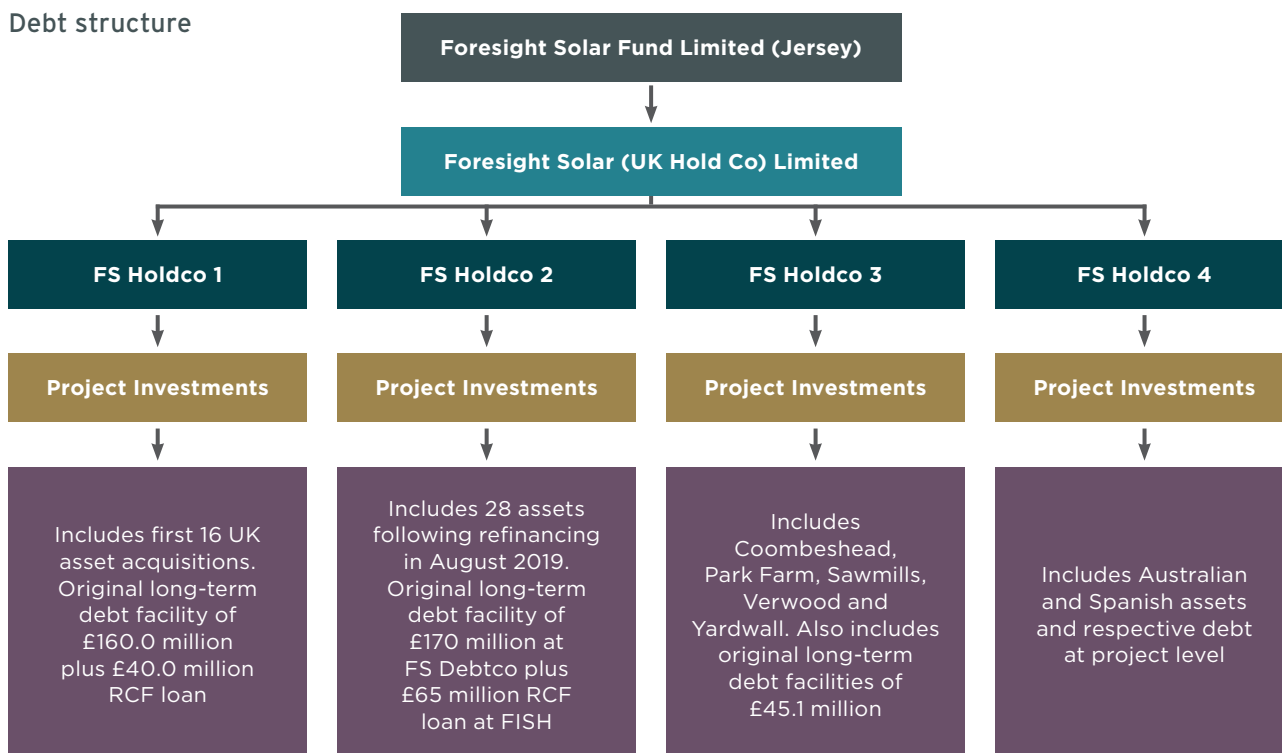 Debt structure
Foresight Solar Fund Limited (Jersey)
Foresight Solar (UK Hold Co) Limited
FS Holdco 1
FS Holdco 2
FS Holdco 3
FS Holdco 4
Project Investments
Project Investments
Project Investments
Project Investments
Includes first 16 UK
asset acquisitions.
Original long-term
debt facility of
£160.0 million
plus £40.0 million
RCF loan
Includes 28 assets
following refinancing
in August 2019.
Original long-term
debt facility of
£170 million at
FS Debtco plus
£65 million RCF
loan at FISH
Includes
Coombeshead,
Park Farm, Sawmills,
Verwood and
Yardwall. Also includes
original long-term
debt facilities of
£45.1 million
Includes Australian
and Spanish assets
and respective debt
at project level